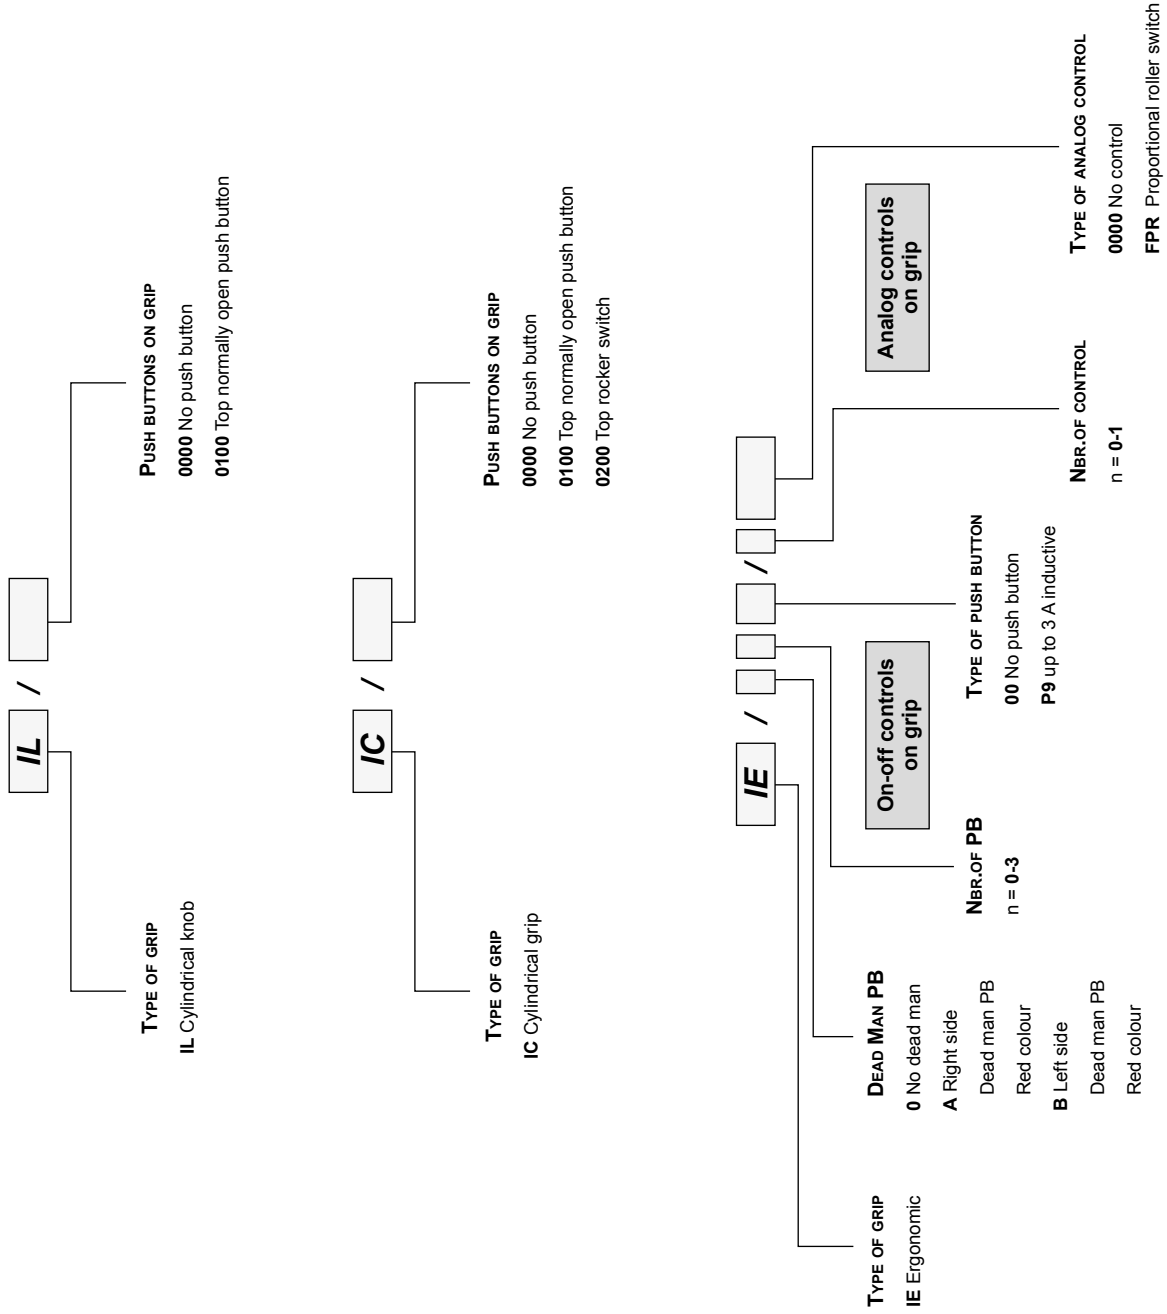 IL /
TYPE OF GRIP
IL Cylindrical knob
PUSH BUTTONS ON GRIP
0000 No push button
0100 Top normally open push button
IC /
TYPE OF GRIP
IC Cylindrical grip
PUSH BUTTONS ON GRIP
0000 No push button
0100 Top normally open push button
0200 Top rocker switch
IE / /
On-off controls
on grip
Analog controls
on grip
TYPE OF GRIP
IE Ergonomic
DEAD MAN PB
0 No dead man
A Right side
Dead man PB
Red colour
B Left side
Dead man PB
Red colour
NBR.OF PB
n = 0-3
TYPE OF PUSH BUTTON
00 No push button
P9 up to 3 A inductive
NBR.OF CONTROL
n = 0-1
TYPE OF ANALOG CONTROL
0000 No control
FPR Proportional roller switch